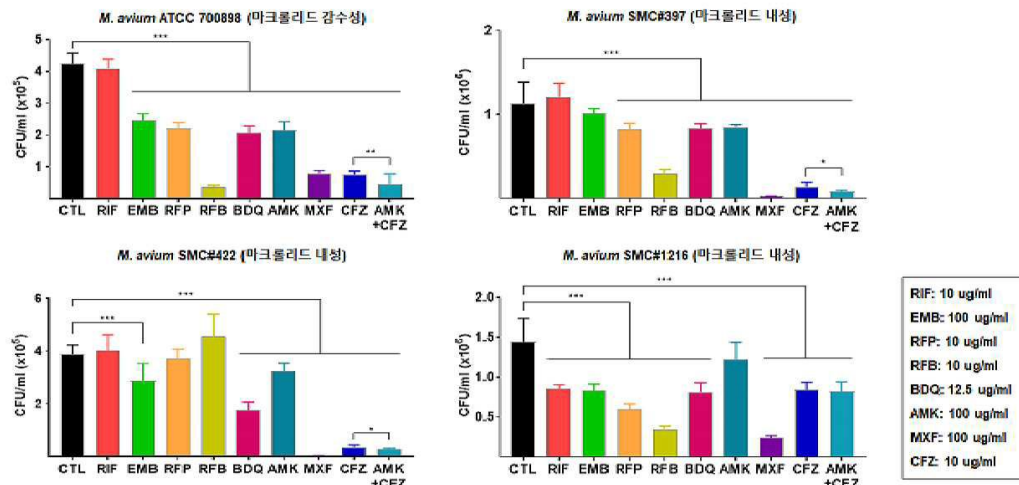 M. avium ATCC 700898 (마크롤리드 감수성)
CFU/ml (x10⁵)
5
4
3
2
1
***
**
CTL RIF EMB RFP RFB BDQ AMK MXF CFZ AMK
+CFZ
M. avium SMC#397 (마크롤리드 내성)
CFU/ml (x10⁶)
2
1
***
*
CTL RIF EMB RFP RFB BDQ AMK MXF CFZ AMK
+CFZ
M. avium SMC#422 (마크롤리드 내성)
CFU/ml (x10⁵)
6
4
2
***
***
*
CTL RIF EMB RFP RFB BDQ AMK MXF CFZ AMK
+CFZ
M. avium SMC#1216 (마크롤리드 내성)
CFU/ml (x10⁶)
2.0
1.5
1.0
0.5
***
***
CTL RIF EMB RFP RFB BDQ AMK MXF CFZ AMK
+CFZ
RIF: 10 ug/ml
EMB: 100 ug/ml
RFP: 10 ug/ml
RFB: 10 ug/ml
BDQ: 12.5 ug/ml
AMK: 100 ug/ml
MXF: 100 ug/ml
CFZ: 10 ug/ml